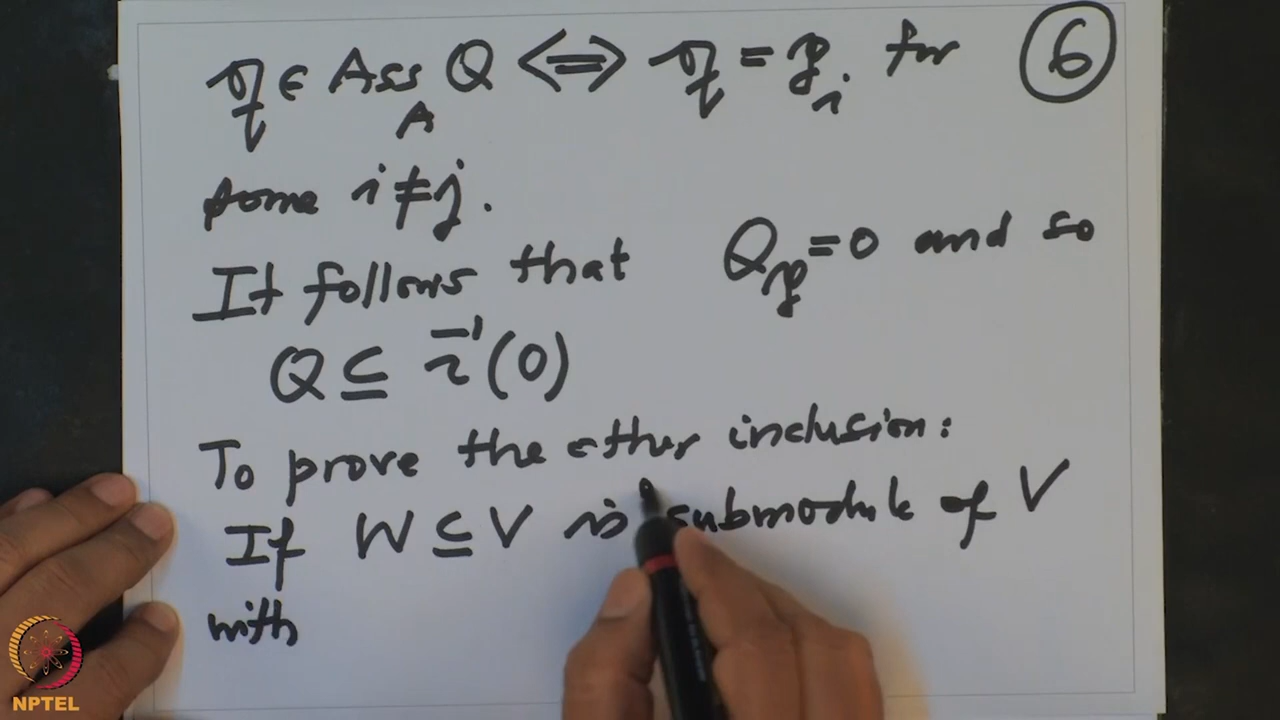 𝔮 ∈ Ass_A Q ⟺ 𝔮 = 𝔭_i for ⑥
some i ≠ j.
It follows that Q_𝔭 = 0 and so
Q ⊆ ι⁻¹(0)
To prove the other inclusion:
If W ⊆ V is submodule of V
with
NPTEL